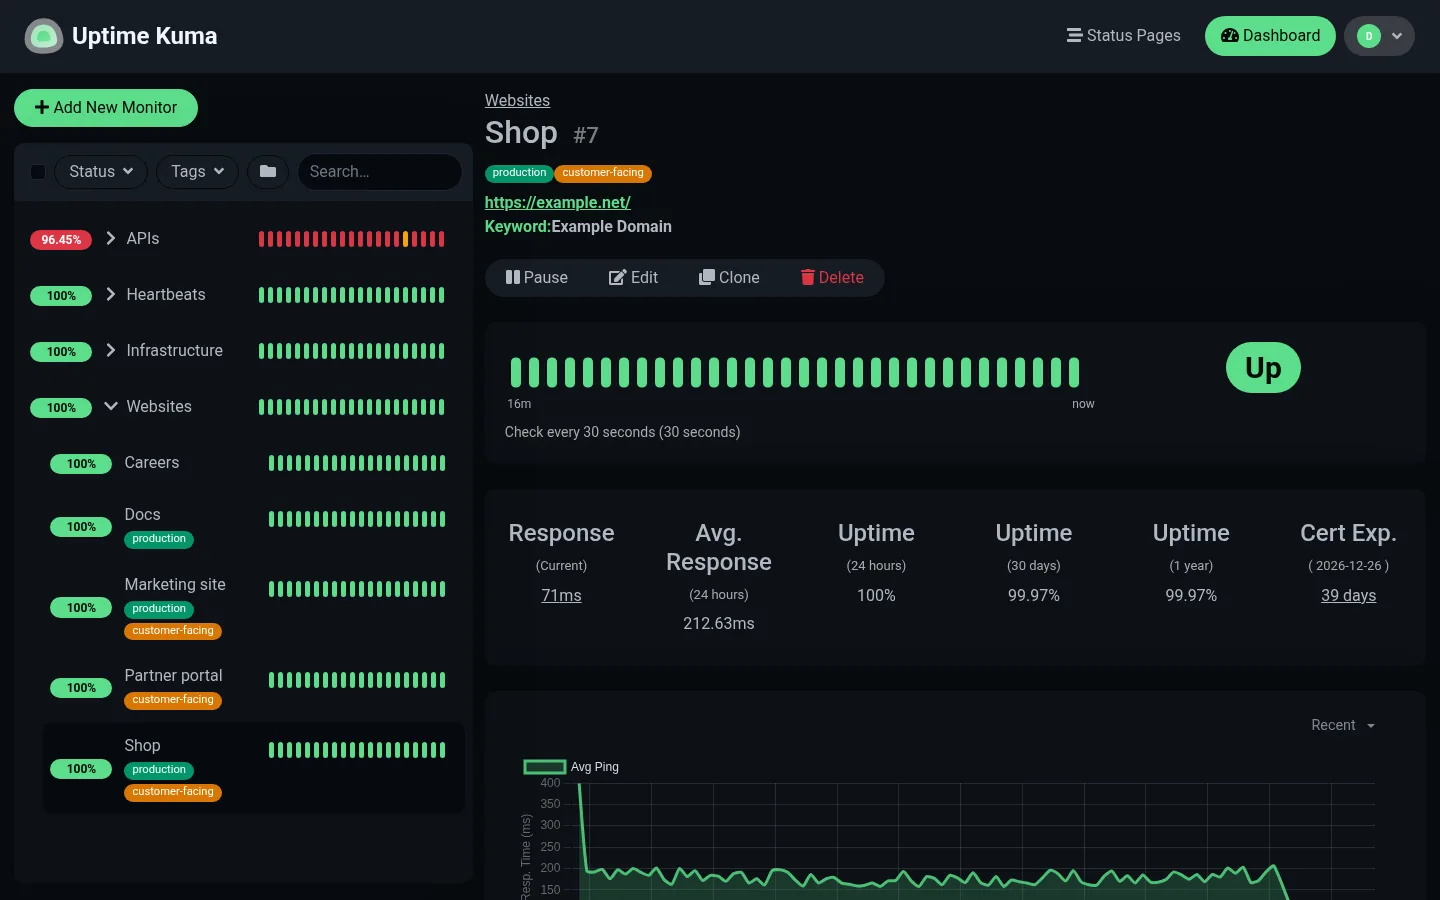 Uptime Kuma
Status Pages
Dashboard
D
Add New Monitor
Status
Tags
Search...
96.45%
APIs
100%
Heartbeats
100%
Infrastructure
100%
Websites
100%
Careers
100%
Docs
production
100%
Marketing site
production
customer-facing
100%
Partner portal
customer-facing
100%
Shop
production
customer-facing
Websites
Shop #7
production customer-facing
https://example.net/
Keyword:Example Domain
Pause
Edit
Clone
Delete
16m
now
Check every 30 seconds (30 seconds)
Up
Response
(Current)
71ms
Avg.
Response
(24 hours)
212.63ms
Uptime
(24 hours)
100%
Uptime
(30 days)
99.97%
Uptime
(1 year)
99.97%
Cert Exp.
( 2026-12-26 )
39 days
Recent
Avg Ping
Resp. Time (ms)
400
350
300
250
200
150